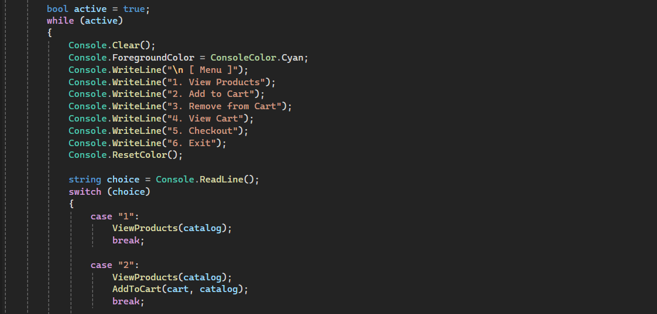 bool active = true;
while (active)
{
Console.Clear();
Console.ForegroundColor = ConsoleColor.Cyan;
Console.WriteLine("\n [ Menu ]");
Console.WriteLine("1. View Products");
Console.WriteLine("2. Add to Cart");
Console.WriteLine("3. Remove from Cart");
Console.WriteLine("4. View Cart");
Console.WriteLine("5. Checkout");
Console.WriteLine("6. Exit");
Console.ResetColor();
string choice = Console.ReadLine();
switch (choice)
{
case "1":
ViewProducts(catalog);
break;
case "2":
ViewProducts(catalog);
AddToCart(cart, catalog);
break;